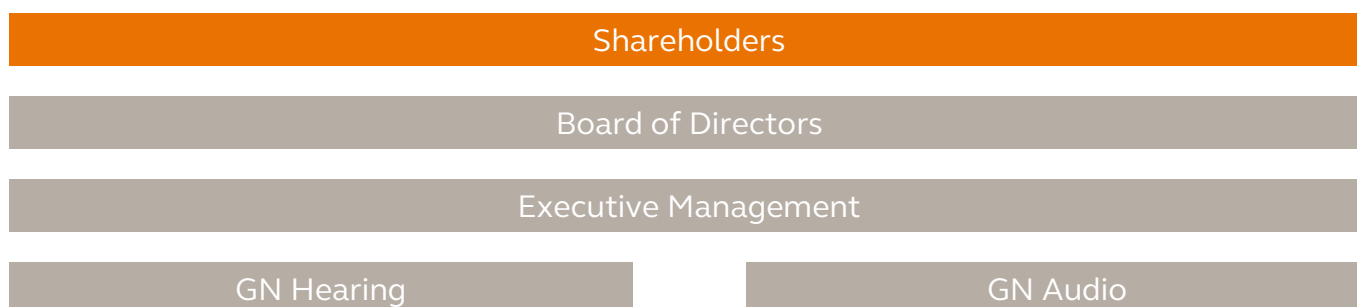 Shareholders
Board of Directors
Executive Management
GN Hearing
GN Audio